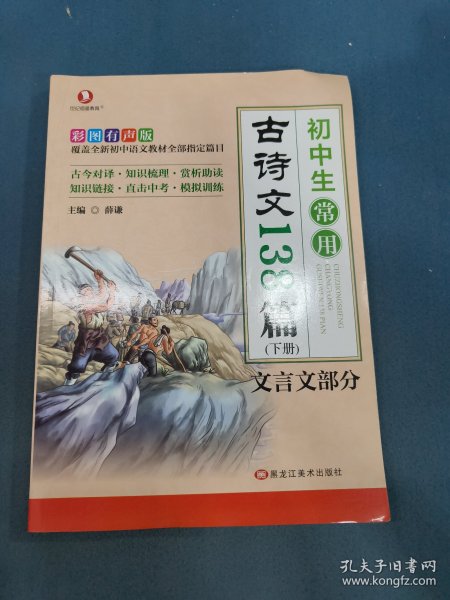 彩图有声版
覆盖全新初中语文教材全部指定篇目
古今对译·知识梳理·赏析助读
知识链接·直击中考·模拟训练
主编◎薛谦
初中生常用
古诗文138篇
(下册)
CHUZHONGSHENG
CHANGYONG
文言文部分
黑龙江美术出版社
孔夫子旧书网
www.kongfz.com